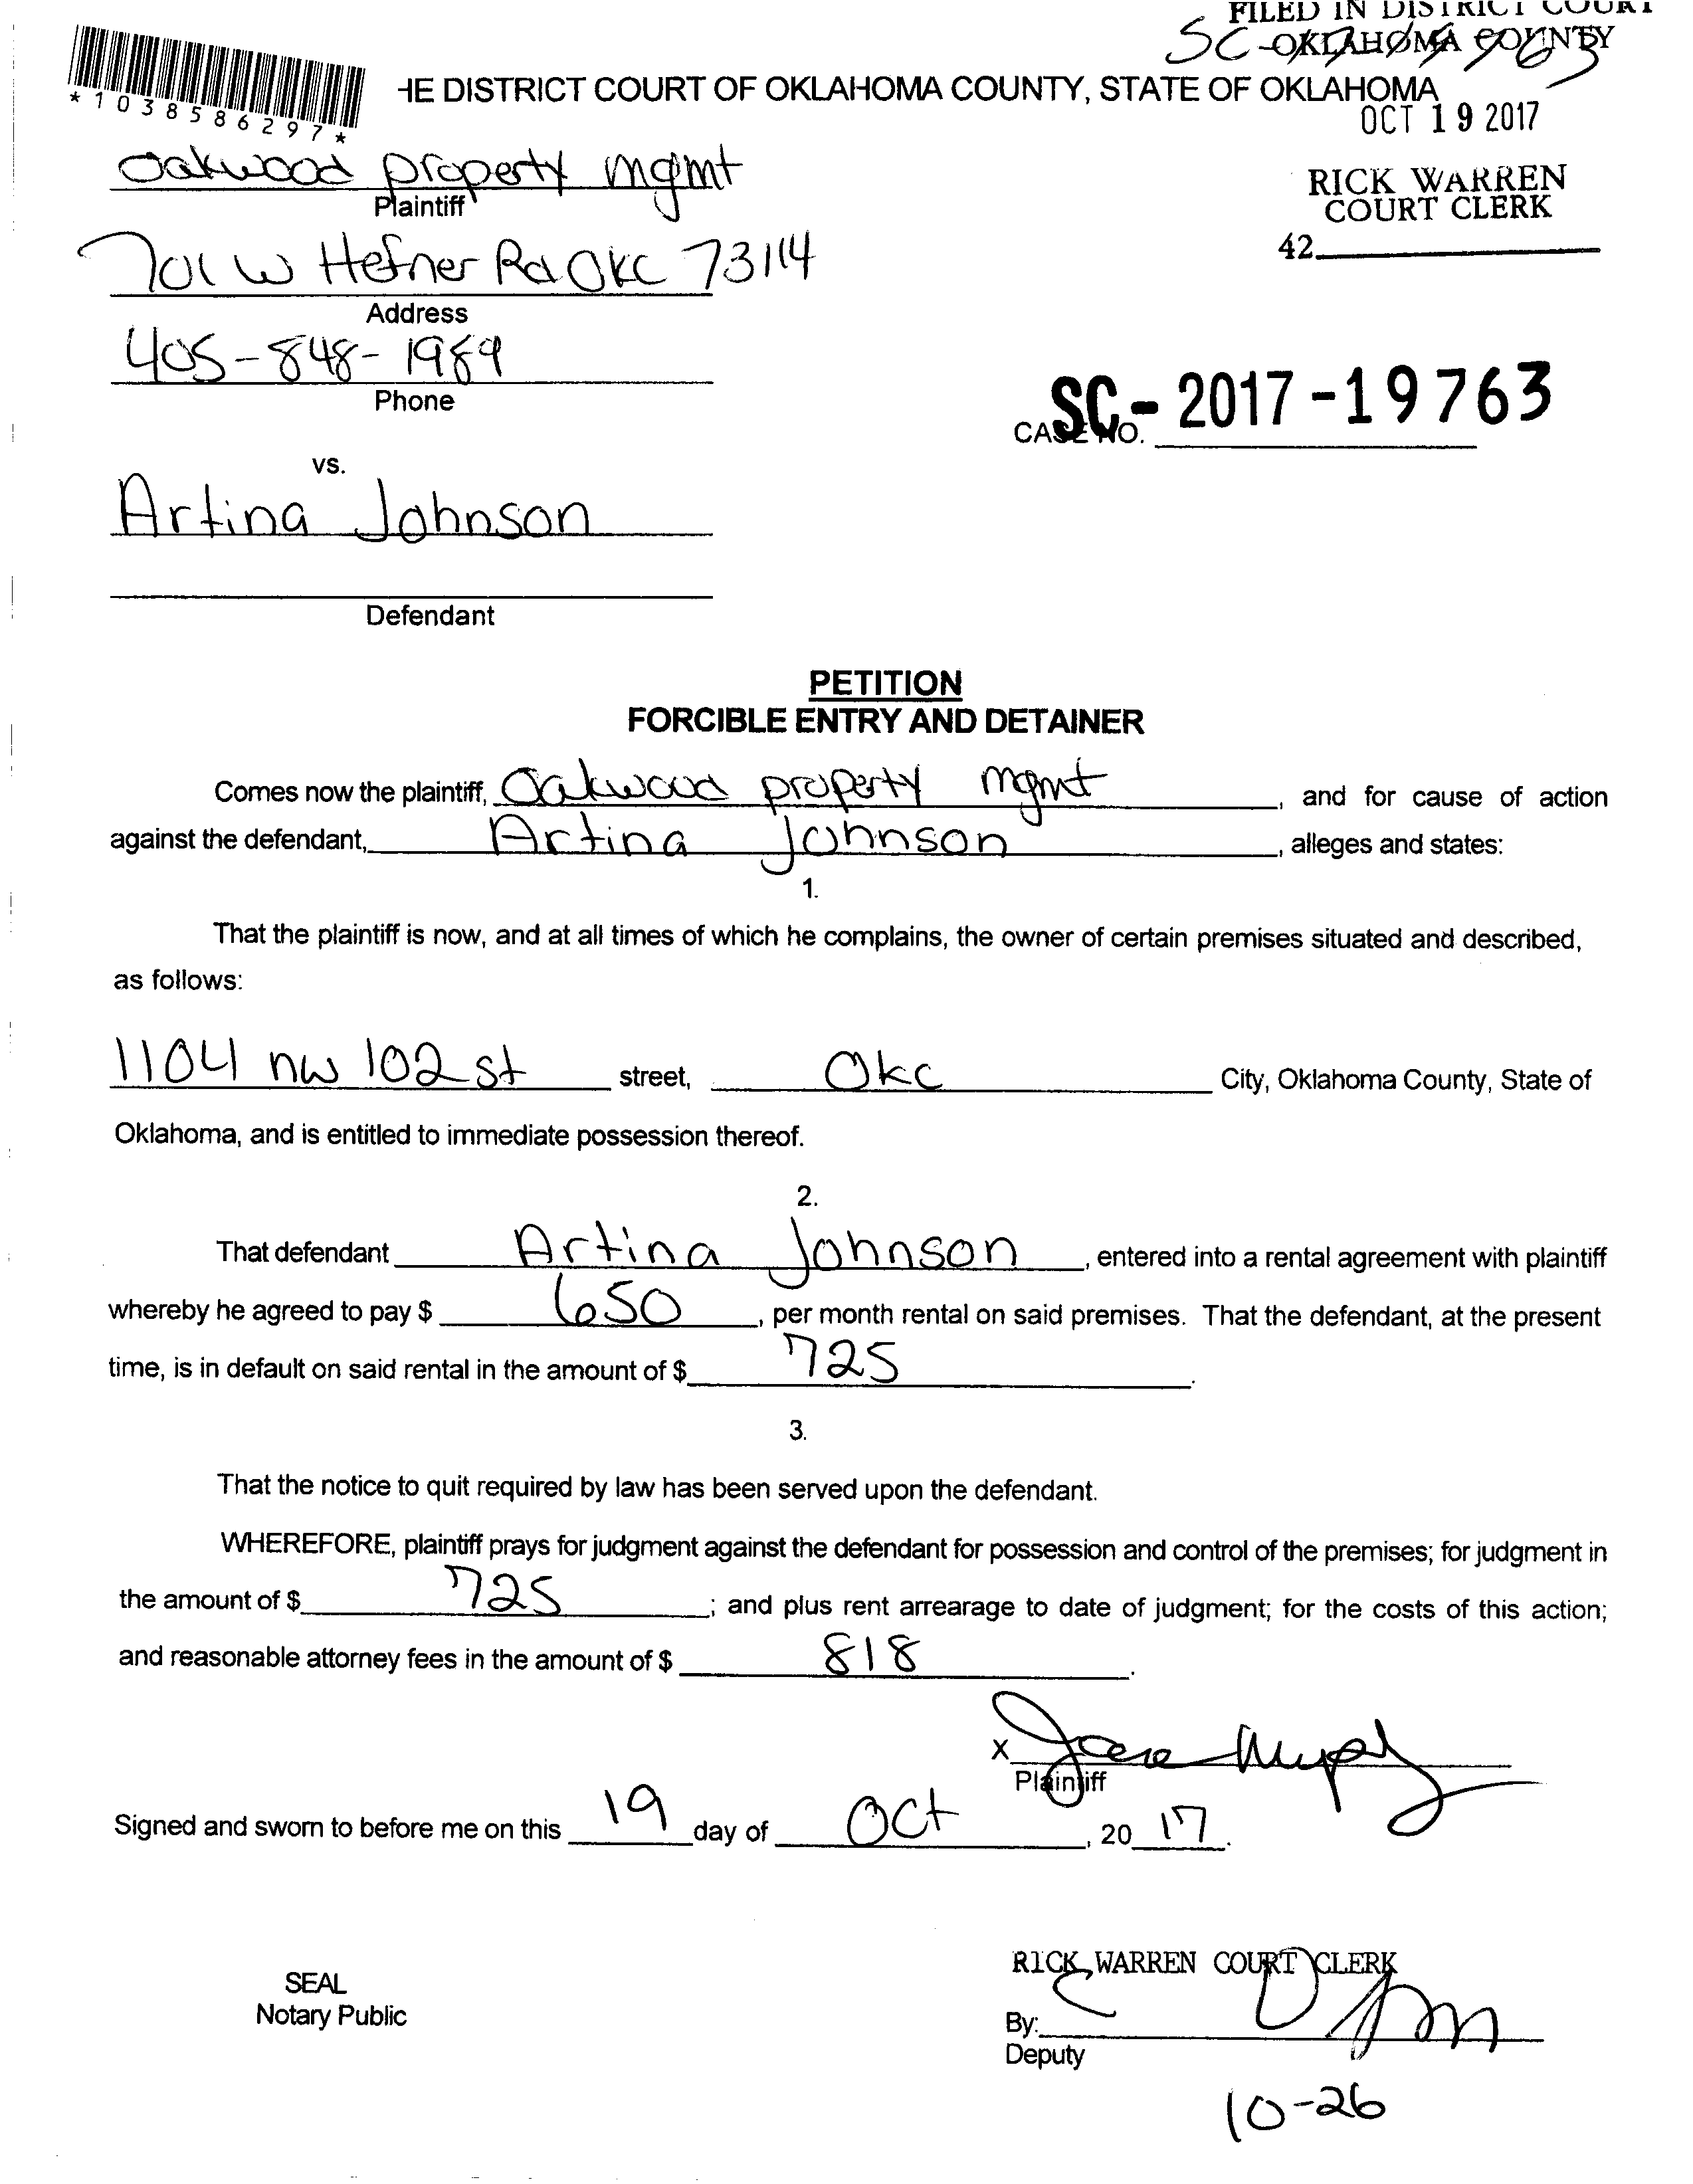 FILED IN DISTRICT COURT
OKLAHOMA COUNTY
SC-17-19763
HE DISTRICT COURT OF OKLAHOMA COUNTY, STATE OF OKLAHOMA
*1038586297*
OCT 19 2017
Oakwood property mgmt
Plaintiff
RICK WARREN
COURT CLERK
42
701 W Hefner Rd Okc 73114
Address
405-848-1989
Phone
SC-2017-19763
CASE NO.
vs.
Artina Johnson
Defendant
PETITION
FORCIBLE ENTRY AND DETAINER
Comes now the plaintiff, Oakwood property mgmt, and for cause of action
against the defendant, Artina Johnson, alleges and states:
1.
That the plaintiff is now, and at all times of which he complains, the owner of certain premises situated and described,
as follows:
1104 nw 102 st street, Okc City, Oklahoma County, State of
Oklahoma, and is entitled to immediate possession thereof.
2.
That defendant Artina Johnson, entered into a rental agreement with plaintiff
whereby he agreed to pay $ 650, per month rental on said premises. That the defendant, at the present
time, is in default on said rental in the amount of $ 725.
3.
That the notice to quit required by law has been served upon the defendant.
WHEREFORE, plaintiff prays for judgment against the defendant for possession and control of the premises; for judgment in
the amount of $ 725; and plus rent arrearage to date of judgment; for the costs of this action;
and reasonable attorney fees in the amount of $ 818.
X
Plaintiff
Signed and sworn to before me on this 19 day of Oct, 20 17.
RICK WARREN COURT CLERK
SEAL
Notary Public
By:
Deputy
10-26